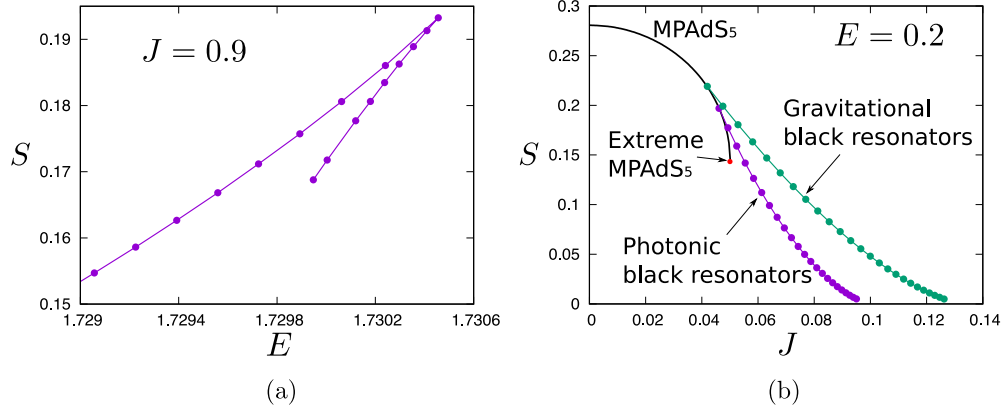 J = 0.9
S
0.19
0.18
0.17
0.16
0.15
1.729
1.7294
1.7298
1.7302
1.7306
E
(a)
MPAdS₅
E = 0.2
Gravitational
black resonators
Extreme
MPAdS₅
Photonic
black resonators
S
0.3
0.25
0.2
0.15
0.1
0.05
0
0
0.02
0.04
0.06
0.08
0.1
0.12
0.14
J
(b)